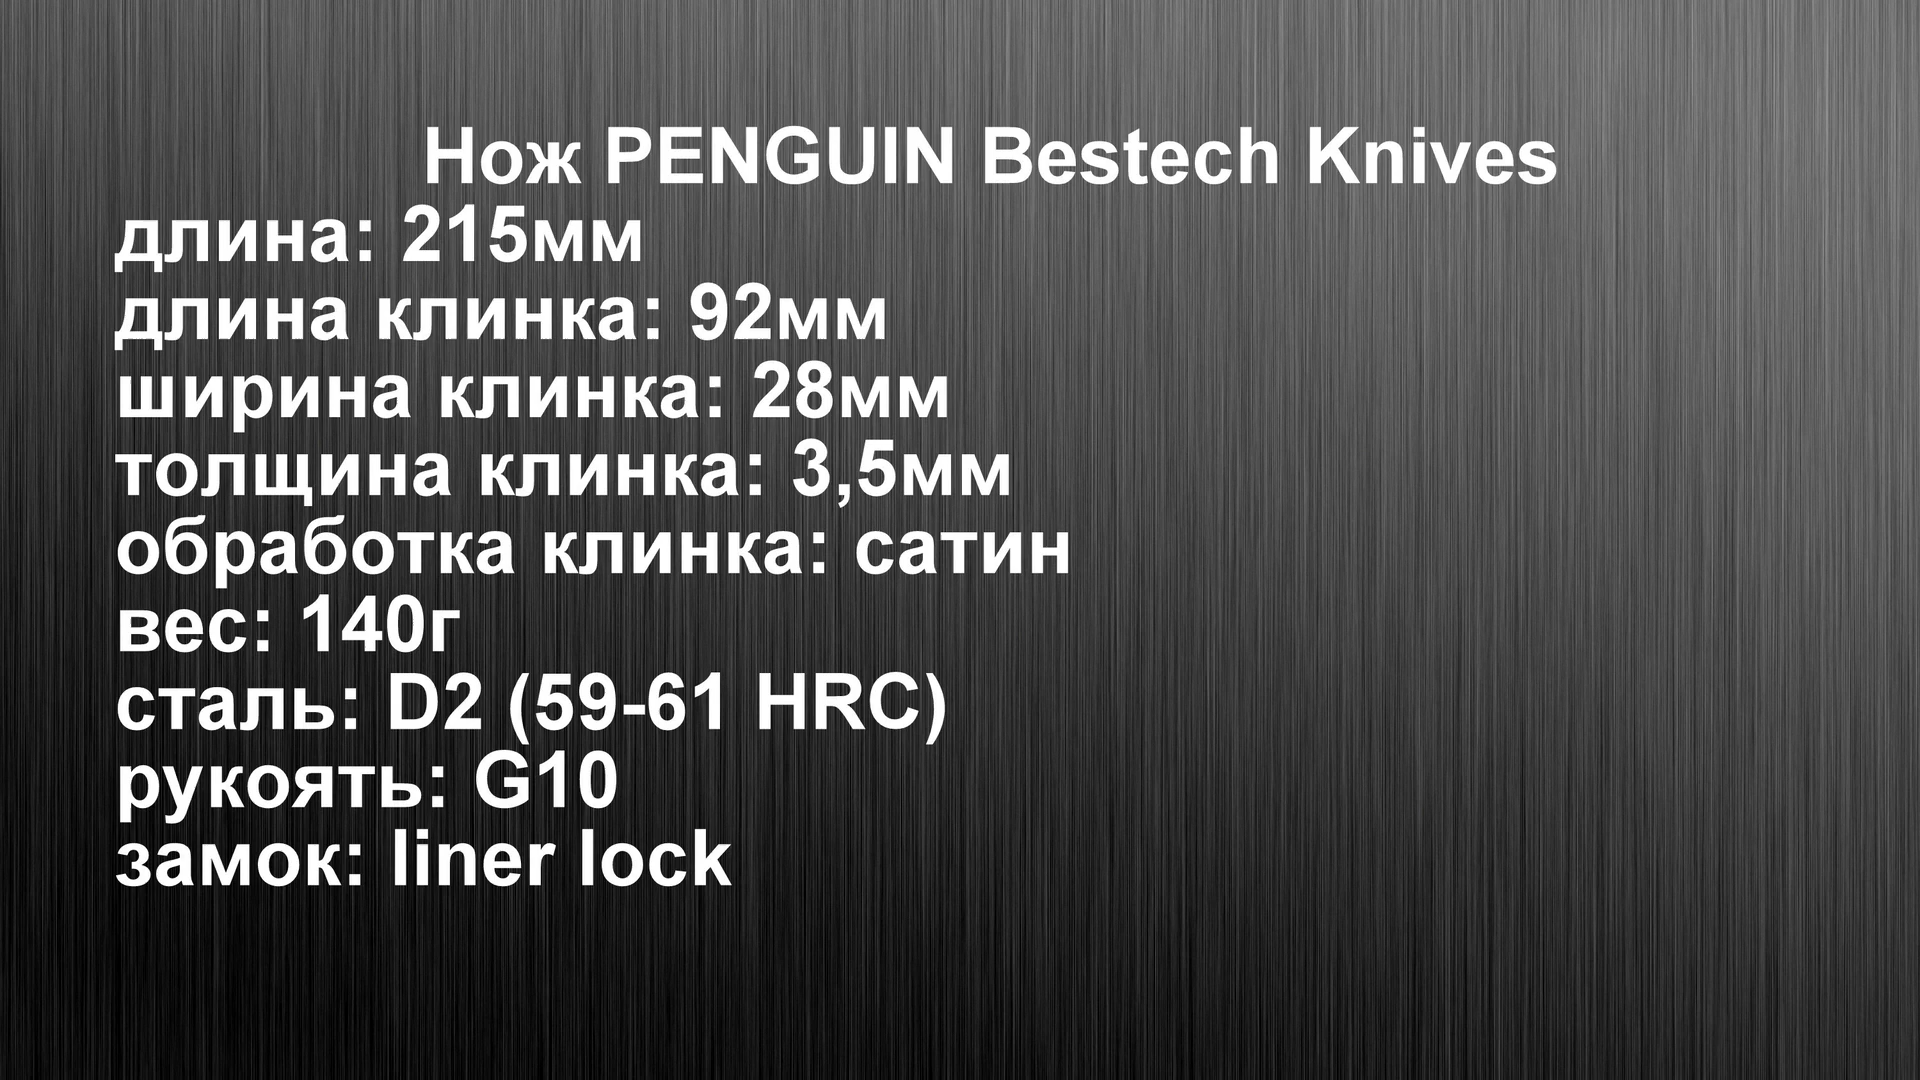 Нож PENGUIN Bestech Knives
длина: 215мм
длина клинка: 92мм
ширина клинка: 28мм
толщина клинка: 3,5мм
обработка клинка: сатин
вес: 140г
сталь: D2 (59-61 HRC)
рукоять: G10
замок: liner lock